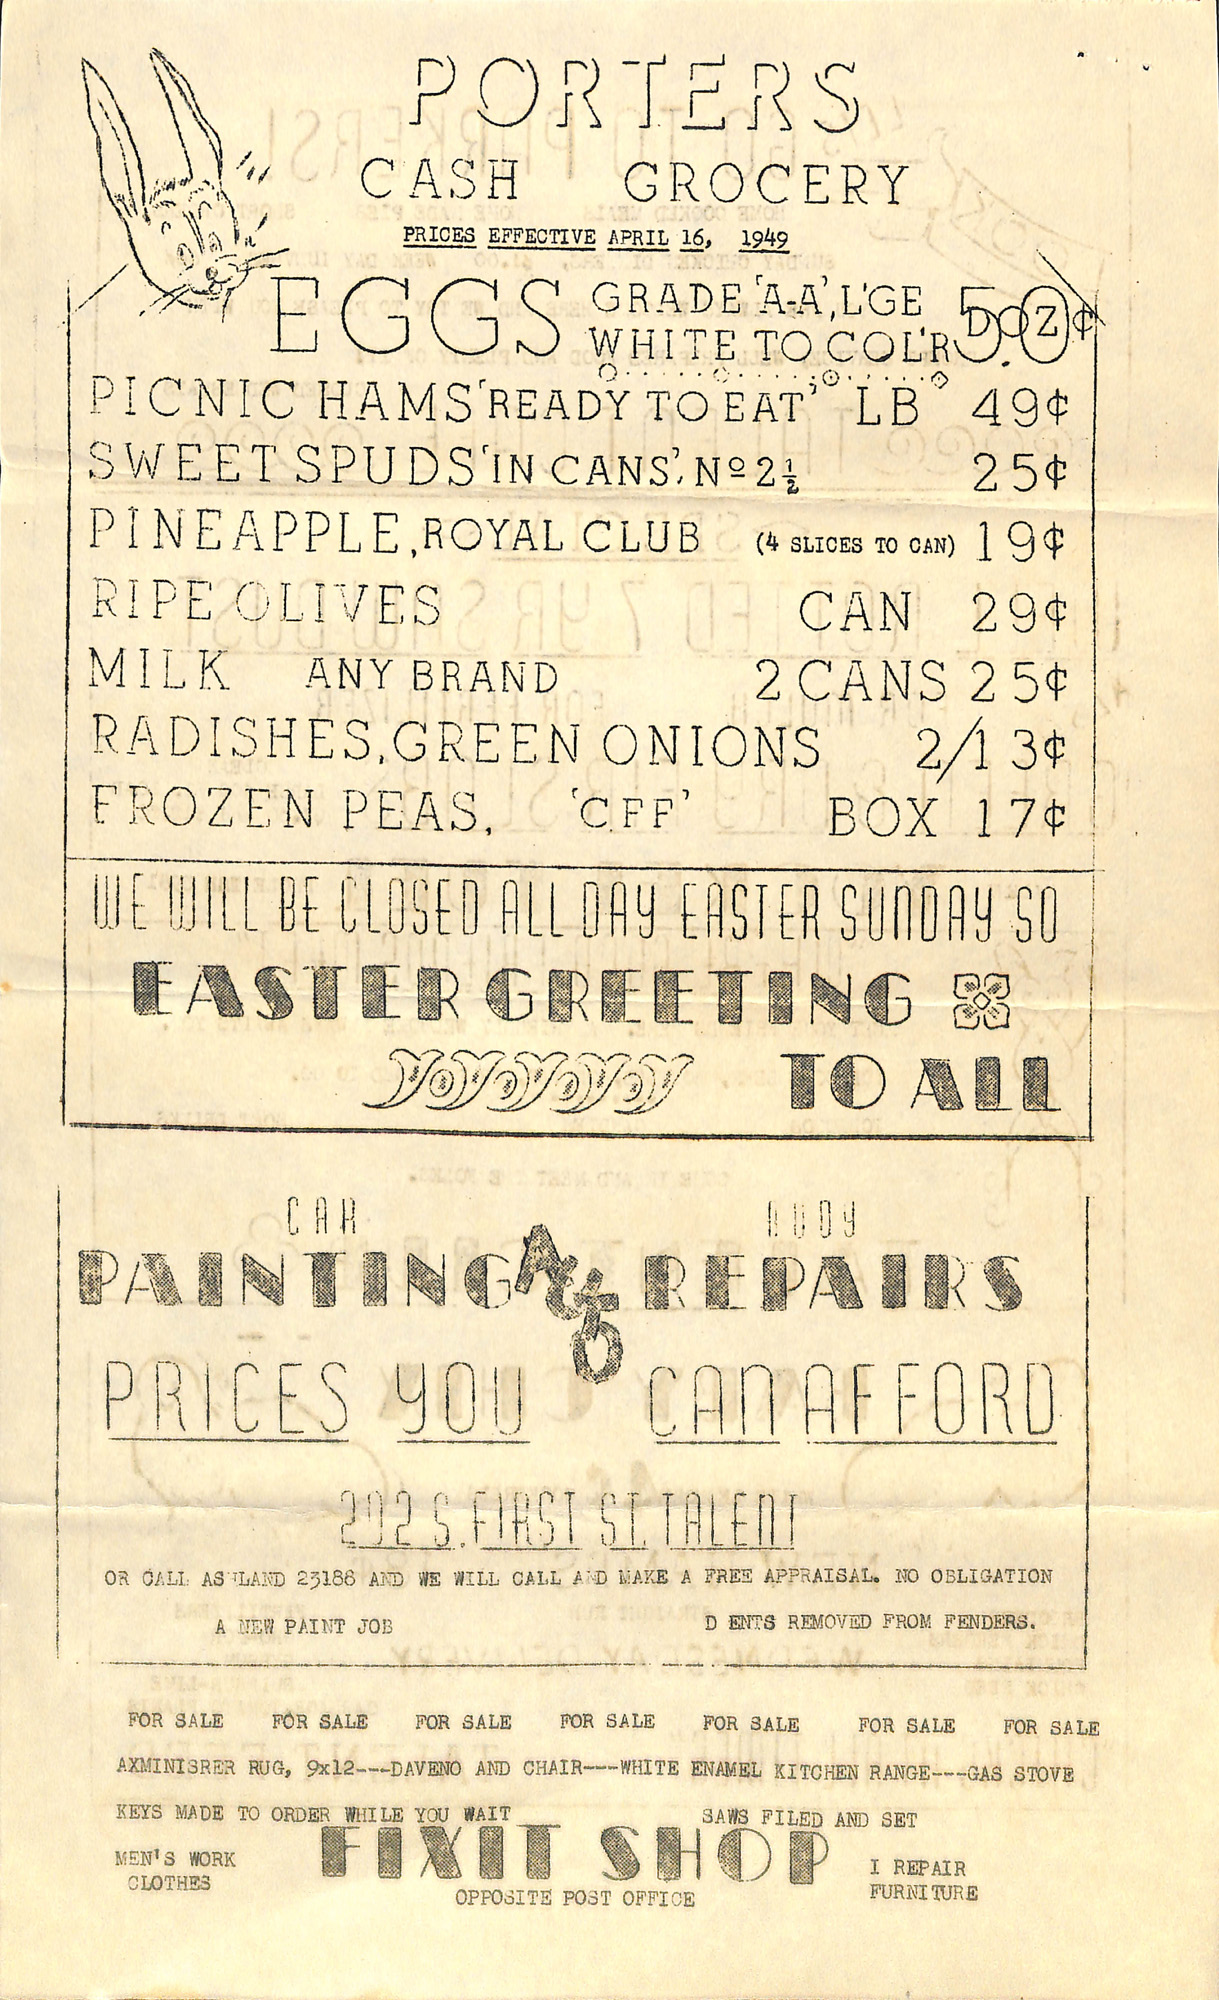 PORTERS
CASH GROCERY
PRICES EFFECTIVE APRIL 16, 1949
EGGS GRADE 'A-A', L'GE
WHITE TO COL'R 50¢ DOZ
PICNIC HAMS 'READY TO EAT' LB 49¢
SWEET SPUDS 'IN CANS', Nº 2½ 25¢
PINEAPPLE, ROYAL CLUB (4 SLICES TO CAN) 19¢
RIPE OLIVES CAN 29¢
MILK ANY BRAND 2 CANS 25¢
RADISHES, GREEN ONIONS 2/13¢
FROZEN PEAS, 'C.F.F' BOX 17¢
WE WILL BE CLOSED ALL DAY EASTER SUNDAY SO
EASTER GREETING
TO ALL
CAR BODY
PAINTING AUTO REPAIRS
PRICES YOU CAN AFFORD
202 S. FIRST ST. TALENT
OR CALL ASHLAND 23188 AND WE WILL CALL AND MAKE A FREE APPRAISAL. NO OBLIGATION
A NEW PAINT JOB D ENTS REMOVED FROM FENDERS.
FOR SALE FOR SALE FOR SALE FOR SALE FOR SALE FOR SALE FOR SALE
AXMINISRER RUG, 9x12---DAVENO AND CHAIR---WHITE ENAMEL KITCHEN RANGE---GAS STOVE
KEYS MADE TO ORDER WHILE YOU WAIT SAWS FILED AND SET
FIXIT SHOP
MEN'S WORK
CLOTHES
I REPAIR
FURNITURE
OPPOSITE POST OFFICE